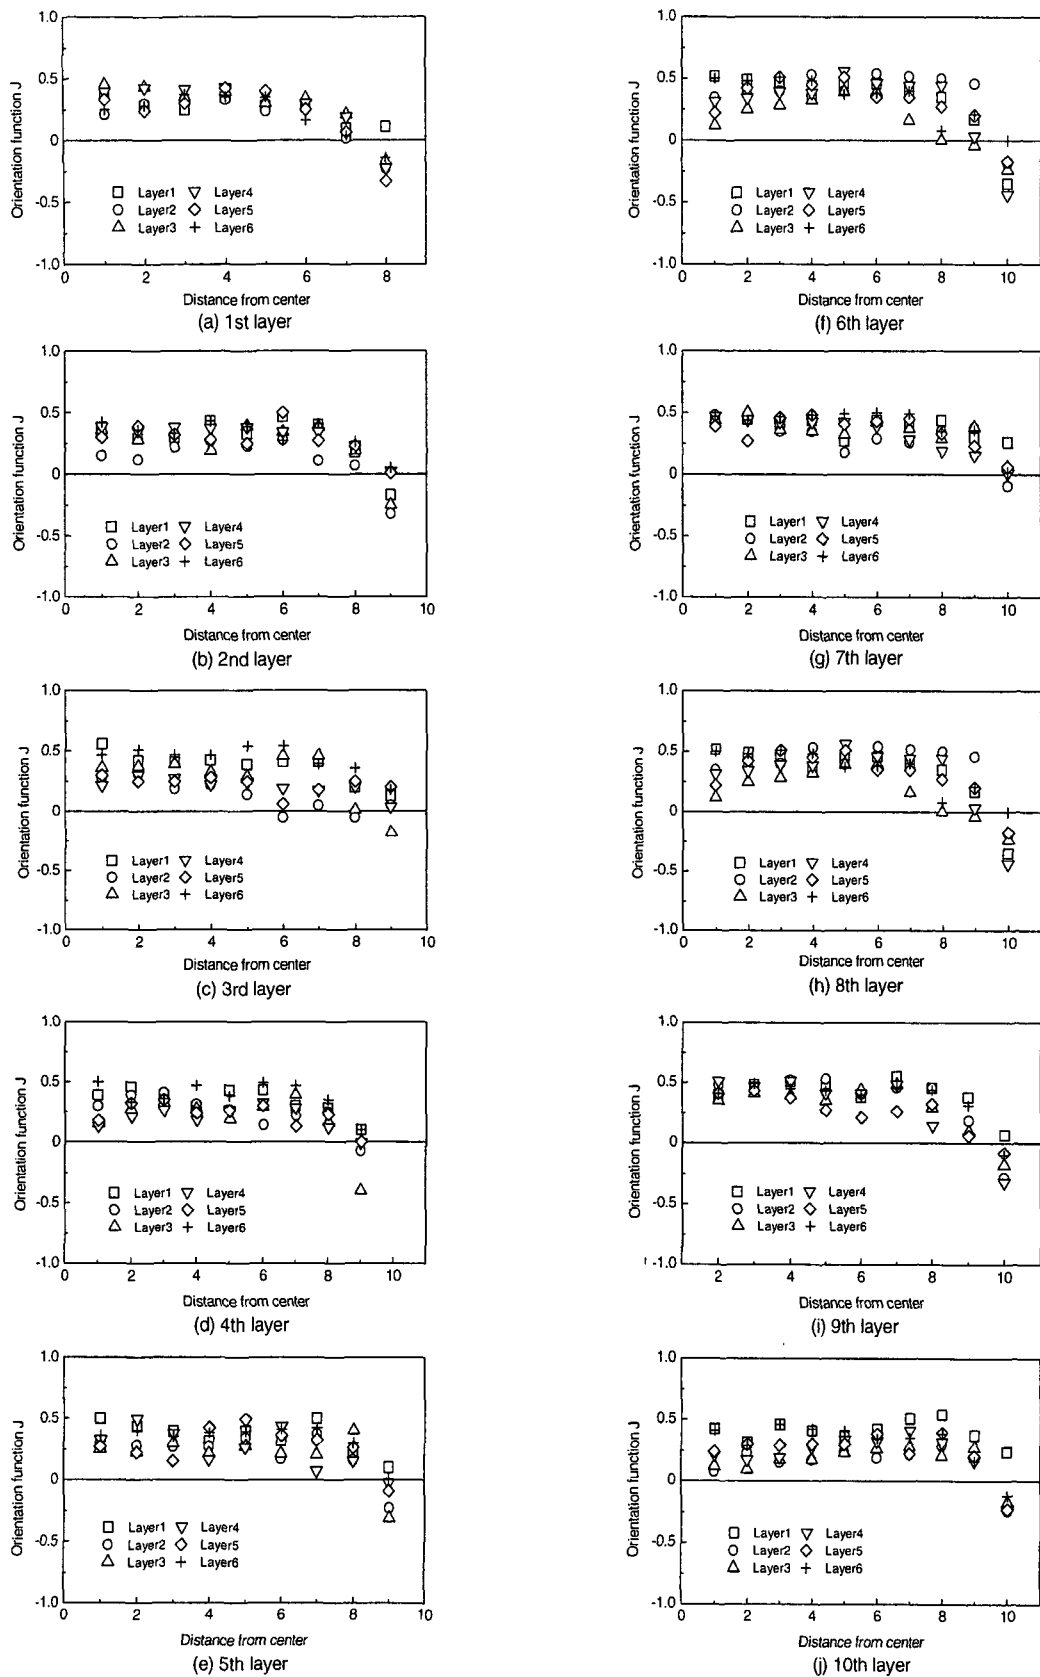 Orientation function J
1.0
0.5
0
-0.5
-1.0
Layer1 Layer4
Layer2 Layer5
Layer3 Layer6
0 2 4 6 8
Distance from center
(a) 1st layer
Orientation function J
1.0
0.5
0
-0.5
-1.0
Layer1 Layer4
Layer2 Layer5
Layer3 Layer6
0 2 4 6 8 10
Distance from center
(b) 2nd layer
Orientation function J
1.0
0.5
0
-0.5
-1.0
Layer1 Layer4
Layer2 Layer5
Layer3 Layer6
0 2 4 6 8 10
Distance from center
(c) 3rd layer
Orientation function J
1.0
0.5
0
-0.5
-1.0
Layer1 Layer4
Layer2 Layer5
Layer3 Layer6
0 2 4 6 8 10
Distance from center
(d) 4th layer
Orientation function J
1.0
0.5
0
-0.5
-1.0
Layer1 Layer4
Layer2 Layer5
Layer3 Layer6
0 2 4 6 8 10
Distance from center
(e) 5th layer
Orientation function J
1.0
0.5
0
-0.5
-1.0
Layer1 Layer4
Layer2 Layer5
Layer3 Layer6
0 2 4 6 8 10
Distance from center
(f) 6th layer
Orientation function J
1.0
0.5
0
-0.5
-1.0
Layer1 Layer4
Layer2 Layer5
Layer3 Layer6
0 2 4 6 8 10
Distance from center
(g) 7th layer
Orientation function J
1.0
0.5
0
-0.5
-1.0
Layer1 Layer4
Layer2 Layer5
Layer3 Layer6
0 2 4 6 8 10
Distance from center
(h) 8th layer
Orientation function J
1.0
0.5
0
-0.5
-1.0
Layer1 Layer4
Layer2 Layer5
Layer3 Layer6
2 4 6 8 10
Distance from center
(i) 9th layer
Orientation function J
1.0
0.5
0
-0.5
-1.0
Layer1 Layer4
Layer2 Layer5
Layer3 Layer6
0 2 4 6 8 10
Distance from center
(j) 10th layer